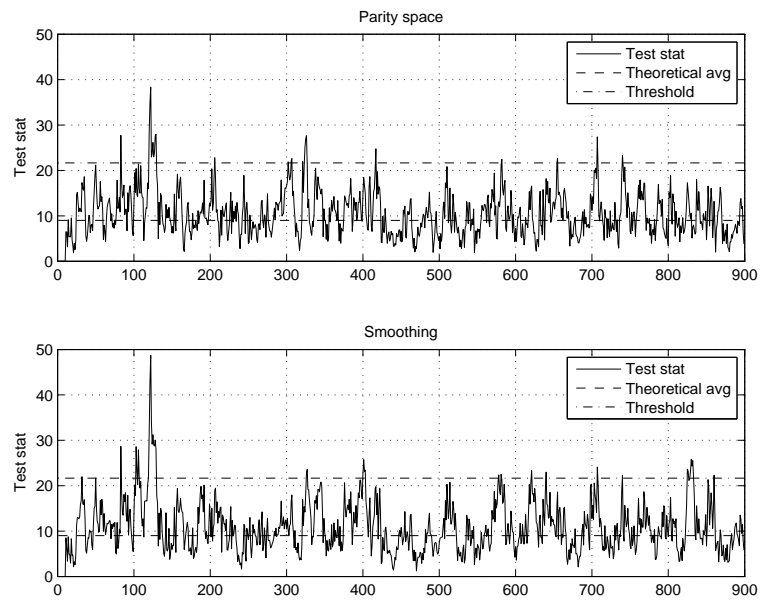 Parity space
50
40
30
20
10
0
Test stat
Test stat
Theoretical avg
Threshold
0 100 200 300 400 500 600 700 800 900
Smoothing
50
40
30
20
10
0
Test stat
Test stat
Theoretical avg
Threshold
0 100 200 300 400 500 600 700 800 900